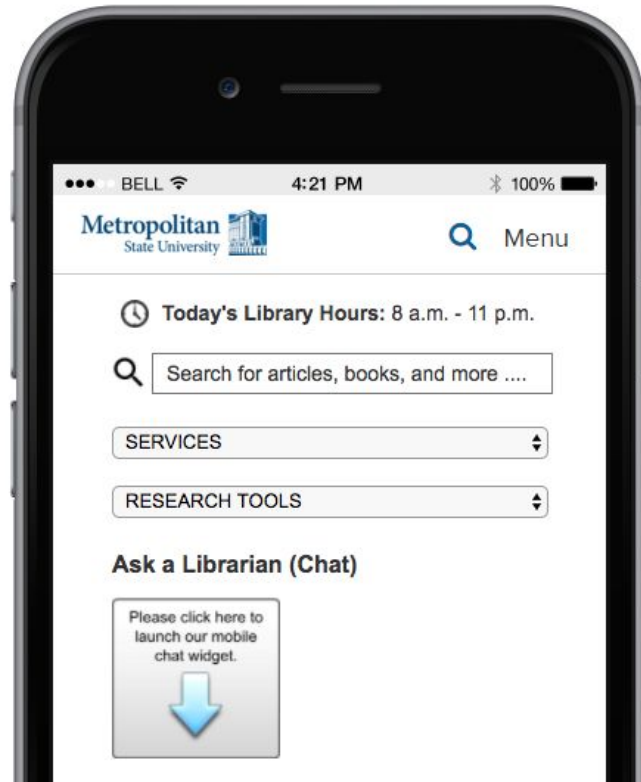 BELL 4:21 PM 100%
Metropolitan
State University
Menu
Today's Library Hours: 8 a.m. - 11 p.m.
Search for articles, books, and more ....
SERVICES
RESEARCH TOOLS
Ask a Librarian (Chat)
Please click here to
launch our mobile
chat widget.